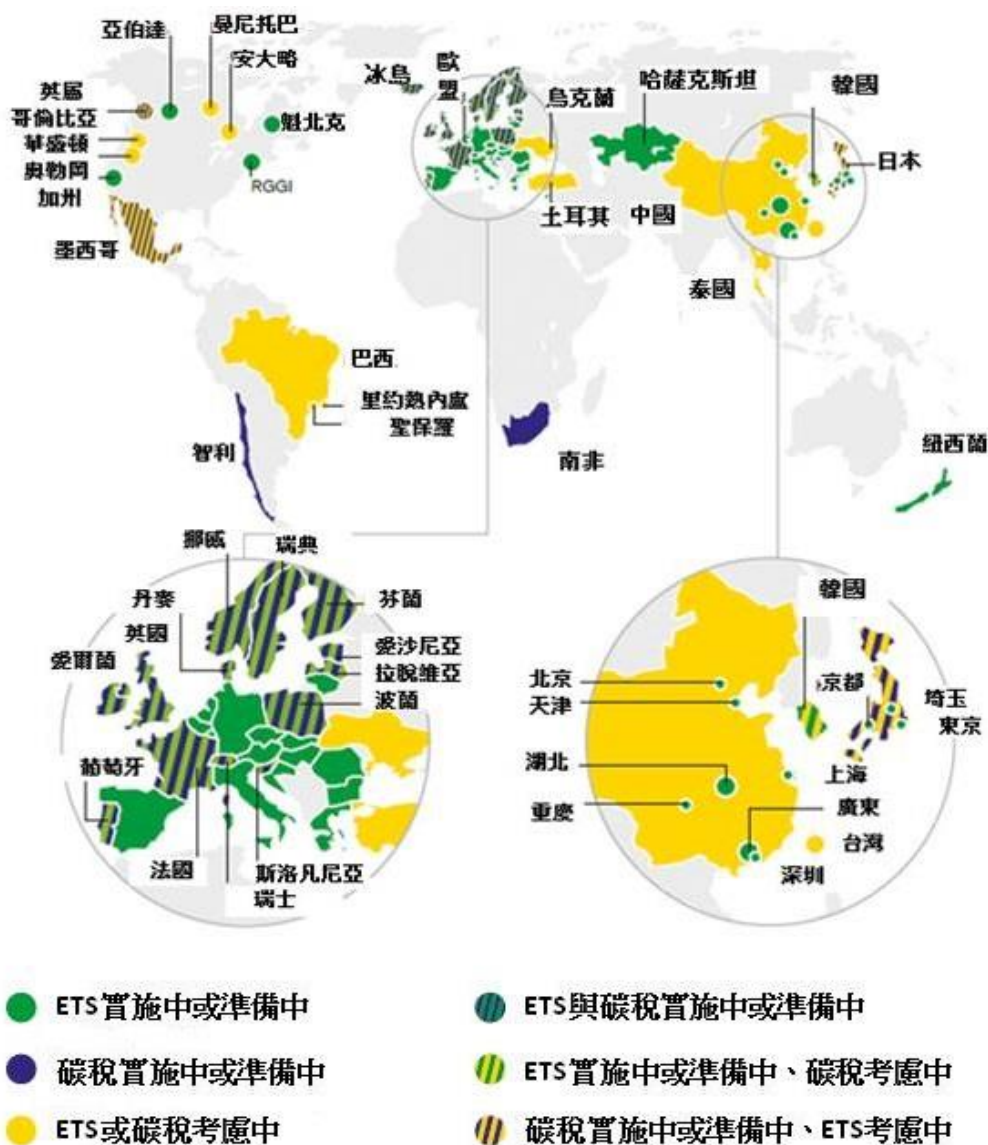 亞伯達
曼尼托巴
安大略
英屬
哥倫比亞
魁北克
華盛頓
奧勒岡
RGGI
加州
墨西哥
冰島
歐
盟
烏克蘭
哈薩克斯坦
韓國
日本
土耳其
中國
泰國
巴西
里約熱內盧
聖保羅
智利
南非
紐西蘭
挪威
瑞典
丹麥
芬蘭
英國
愛爾蘭
愛沙尼亞
拉脫維亞
波蘭
葡萄牙
法國
斯洛凡尼亞
瑞士
韓國
北京
天津
京都
埼玉
東京
湖北
上海
重慶
廣東
台灣
深圳
ETS實施中或準備中
ETS與碳稅實施中或準備中
碳稅實施中或準備中
ETS實施中或準備中、碳稅考慮中
ETS或碳稅考慮中
碳稅實施中或準備中、ETS考慮中